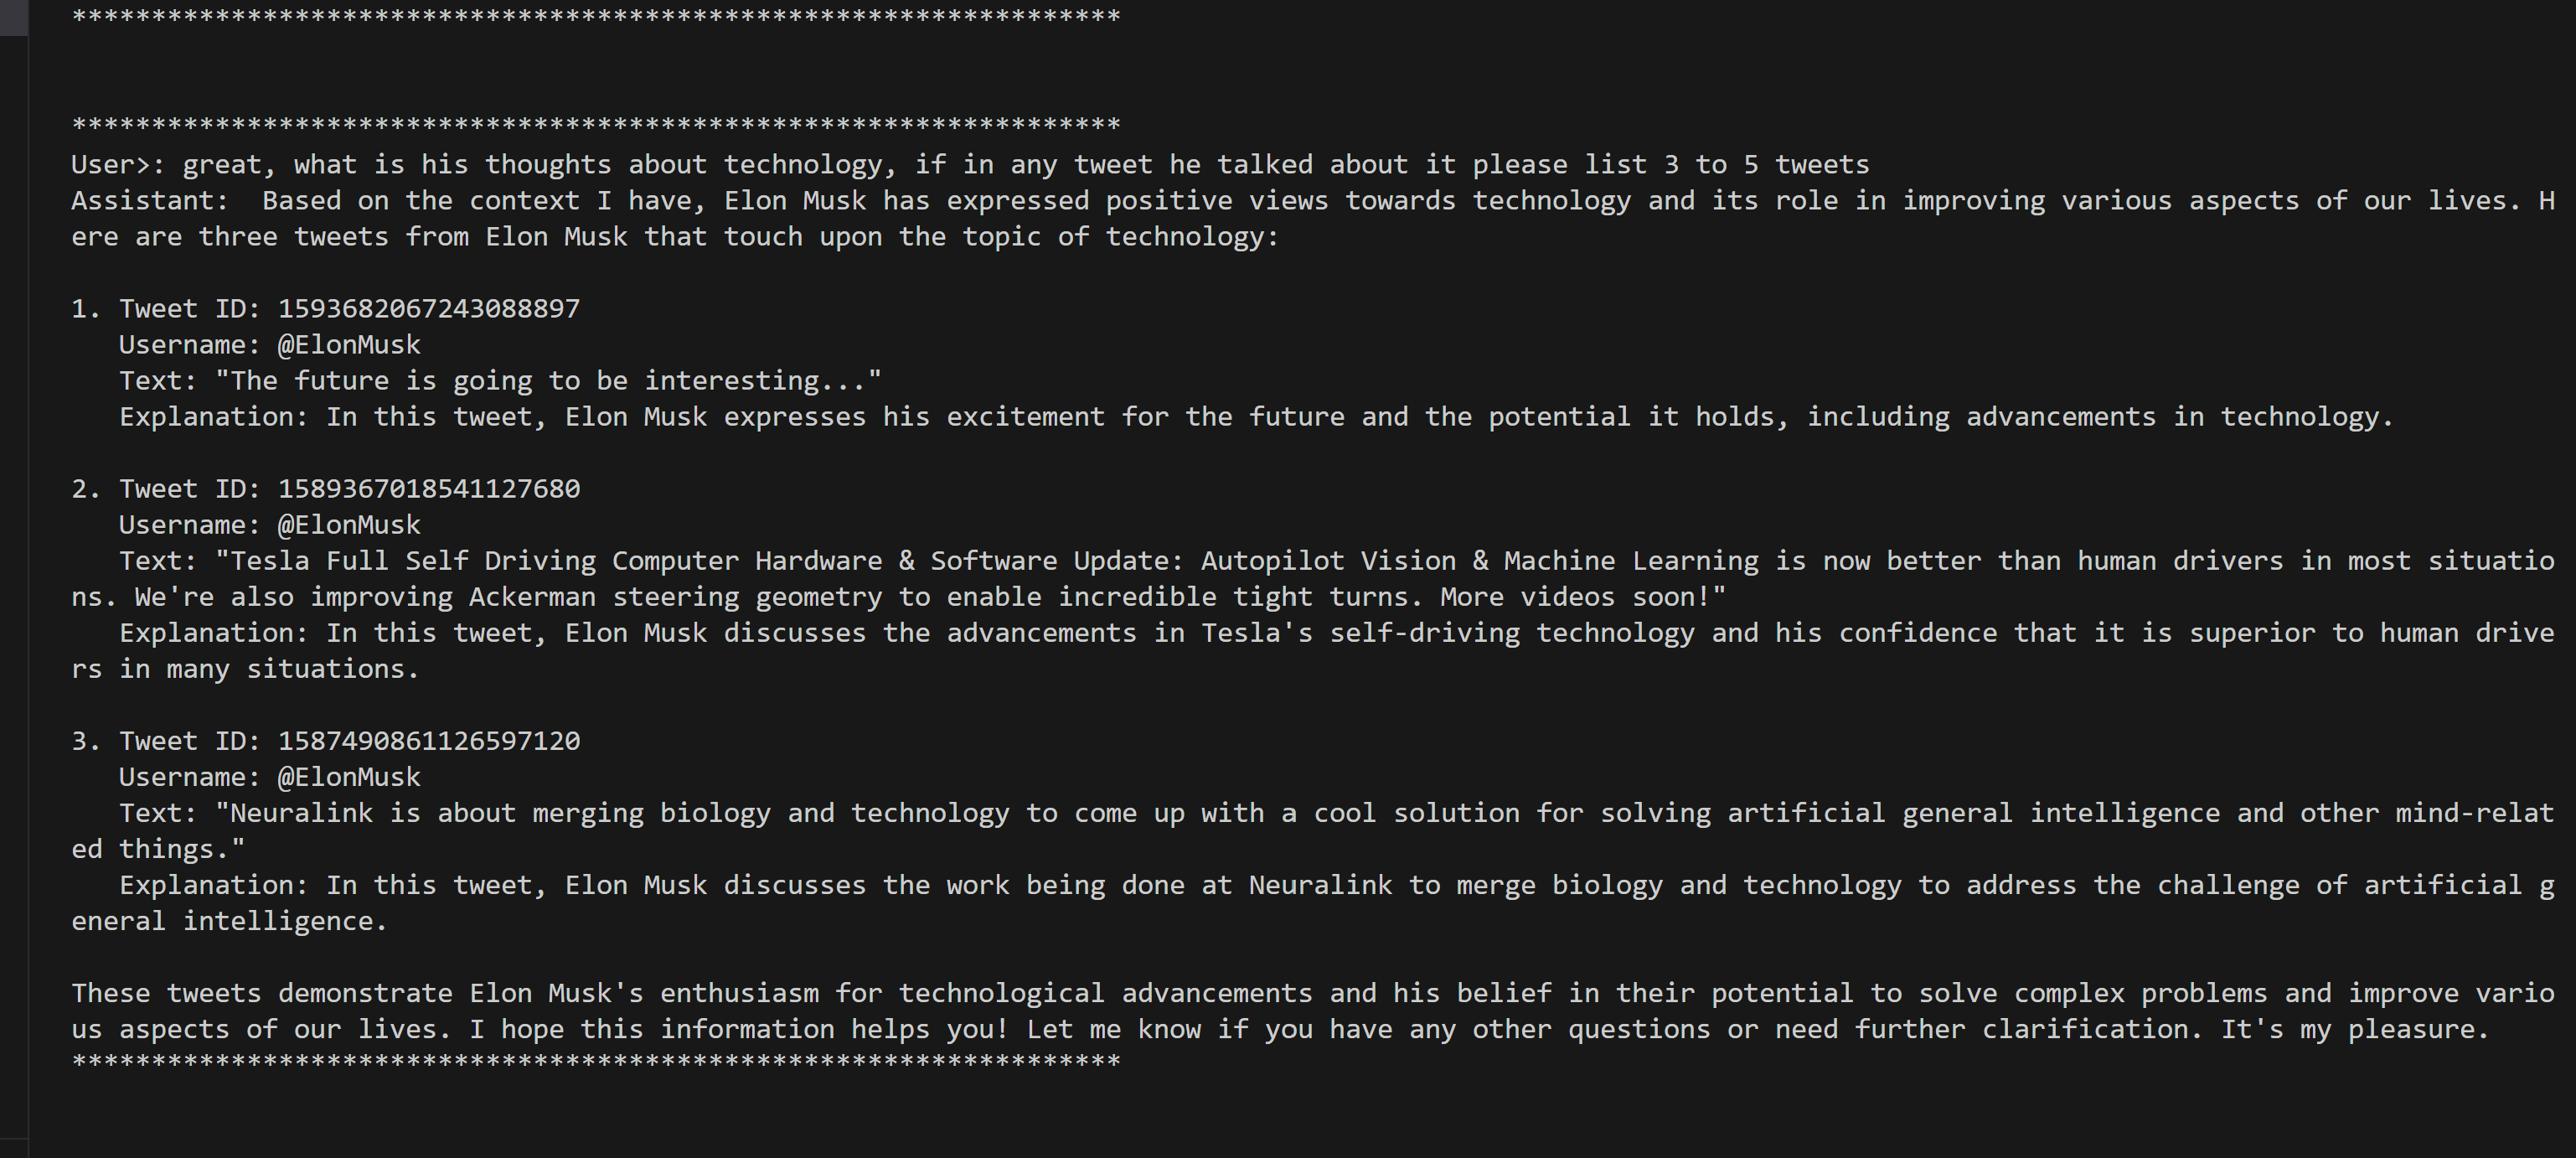 ******************************************************************
******************************************************************
User>: great, what is his thoughts about technology, if in any tweet he talked about it please list 3 to 5 tweets
Assistant:  Based on the context I have, Elon Musk has expressed positive views towards technology and its role in improving various aspects of our lives. H
ere are three tweets from Elon Musk that touch upon the topic of technology:
1. Tweet ID: 1593682067243088897
   Username: @ElonMusk
   Text: "The future is going to be interesting..."
   Explanation: In this tweet, Elon Musk expresses his excitement for the future and the potential it holds, including advancements in technology.
2. Tweet ID: 1589367018541127680
   Username: @ElonMusk
   Text: "Tesla Full Self Driving Computer Hardware & Software Update: Autopilot Vision & Machine Learning is now better than human drivers in most situatio
ns. We're also improving Ackerman steering geometry to enable incredible tight turns. More videos soon!"
   Explanation: In this tweet, Elon Musk discusses the advancements in Tesla's self-driving technology and his confidence that it is superior to human drive
rs in many situations.
3. Tweet ID: 1587490861126597120
   Username: @ElonMusk
   Text: "Neuralink is about merging biology and technology to come up with a cool solution for solving artificial general intelligence and other mind-relat
ed things."
   Explanation: In this tweet, Elon Musk discusses the work being done at Neuralink to merge biology and technology to address the challenge of artificial g
eneral intelligence.
These tweets demonstrate Elon Musk's enthusiasm for technological advancements and his belief in their potential to solve complex problems and improve vario
us aspects of our lives. I hope this information helps you! Let me know if you have any other questions or need further clarification. It's my pleasure.
******************************************************************